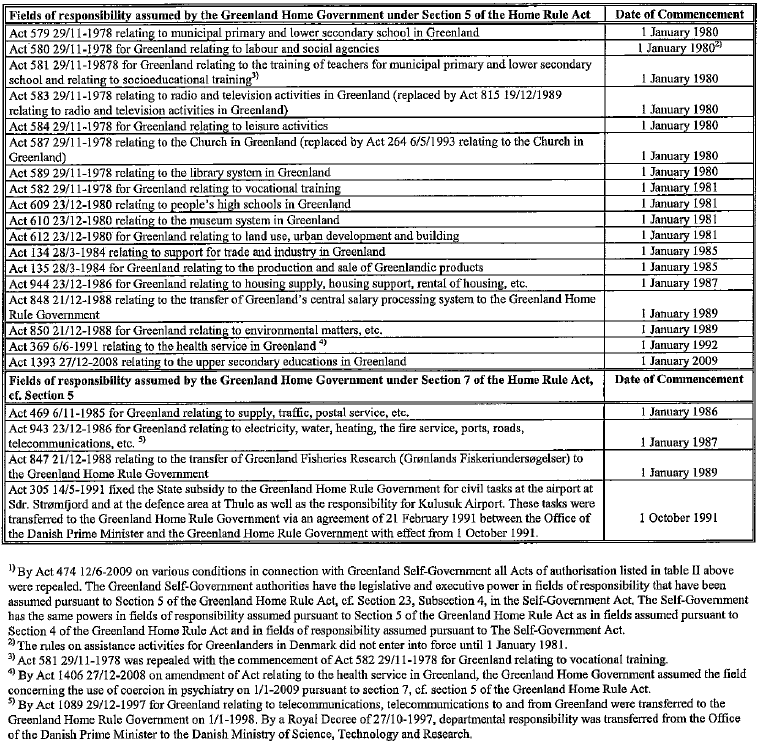 Fields of responsibility assumed by the Greenland Home Government under Section 5 of the Home Rule Act Date of Commencement
Act 579 29/11-1978 relating to municipal primary and lower secondary school in Greenland 1 January 1980
Act 580 29/11-1978 for Greenland relating to labour and social agencies 1 January 1980²⁾
Act 581 29/11-19878 for Greenland relating to the training of teachers for municipal primary and lower secondary
school and relating to socioeducational training³⁾ 1 January 1980
Act 583 29/11-1978 relating to radio and television activities in Greenland (replaced by Act 815 19/12/1989
relating to radio and television activities in Greenland) 1 January 1980
Act 584 29/11-1978 for Greenland relating to leisure activities 1 January 1980
Act 587 29/11-1978 relating to the Church in Greenland (replaced by Act 264 6/5/1993 relating to the Church in
Greenland) 1 January 1980
Act 589 29/11-1978 relating to the library system in Greenland 1 January 1980
Act 582 29/11-1978 for Greenland relating to vocational training 1 January 1981
Act 609 23/12-1980 relating to people's high schools in Greenland 1 January 1981
Act 610 23/12-1980 relating to the museum system in Greenland 1 January 1981
Act 612 23/12-1980 for Greenland relating to land use, urban development and building 1 January 1981
Act 134 28/3-1984 relating to support for trade and industry in Greenland 1 January 1985
Act 135 28/3-1984 for Greenland relating to the production and sale of Greenlandic products 1 January 1985
Act 944 23/12-1986 for Greenland relating to housing supply, housing support, rental of housing, etc. 1 January 1987
Act 848 21/12-1988 relating to the transfer of Greenland's central salary processing system to the Greenland Home
Rule Government 1 January 1989
Act 850 21/12-1988 for Greenland relating to environmental matters, etc. 1 January 1989
Act 369 6/6-1991 relating to the health service in Greenland ⁴⁾ 1 January 1992
Act 1393 27/12-2008 relating to the upper secondary educations in Greenland 1 January 2009
Fields of responsibility assumed by the Greenland Home Government under Section 7 of the Home Rule Act, Date of Commencement
cf. Section 5
Act 469 6/11-1985 for Greenland relating to supply, traffic, postal service, etc. 1 January 1986
Act 943 23/12-1986 for Greenland relating to electricity, water, heating, the fire service, ports, roads,
telecommunications, etc. ⁵⁾ 1 January 1987
Act 847 21/12-1988 relating to the transfer of Greenland Fisheries Research (Grønlands Fiskeriundersøgelser) to
the Greenland Home Rule Government 1 January 1989
Act 305 14/5-1991 fixed the State subsidy to the Greenland Home Rule Government for civil tasks at the airport at
Sdr. Strømfjord and at the defence area at Thule as well as the responsibility for Kulusuk Airport. These tasks were
transferred to the Greenland Home Rule Government via an agreement of 21 February 1991 between the Office of 1 October 1991
the Danish Prime Minister and the Greenland Home Rule Government with effect from 1 October 1991.
¹⁾ By Act 474 12/6-2009 on various conditions in connection with Greenland Self-Government all Acts of authorisation listed in table II above
were repealed. The Greenland Self-Government authorities have the legislative and executive power in fields of responsibility that have been
assumed pursuant to Section 5 of the Greenland Home Rule Act, cf. Section 23, Subsection 4, in the Self-Government Act. The Self-Government
has the same powers in fields of responsibility assumed pursuant to Section 5 of the Greenland Home Rule Act as in fields assumed pursuant to
Section 4 of the Greenland Home Rule Act and in fields of responsibility assumed pursuant to The Self-Government Act.
²⁾ The rules on assistance activities for Greenlanders in Denmark did not enter into force until 1 January 1981.
³⁾ Act 581 29/11-1978 was repealed with the commencement of Act 582 29/11-1978 for Greenland relating to vocational training.
⁴⁾ By Act 1406 27/12-2008 on amendment of Act relating to the health service in Greenland, the Greenland Home Government assumed the field
concerning the use of coercion in psychiatry on 1/1-2009 pursuant to section 7, cf. section 5 of the Greenland Home Rule Act.
⁵⁾ By Act 1089 29/12-1997 for Greenland relating to telecommunications, telecommunications to and from Greenland were transferred to the
Greenland Home Rule Government on 1/1-1998. By a Royal Decree of 27/10-1997, departmental responsibility was transferred from the Office
of the Danish Prime Minister to the Danish Ministry of Science, Technology and Research.